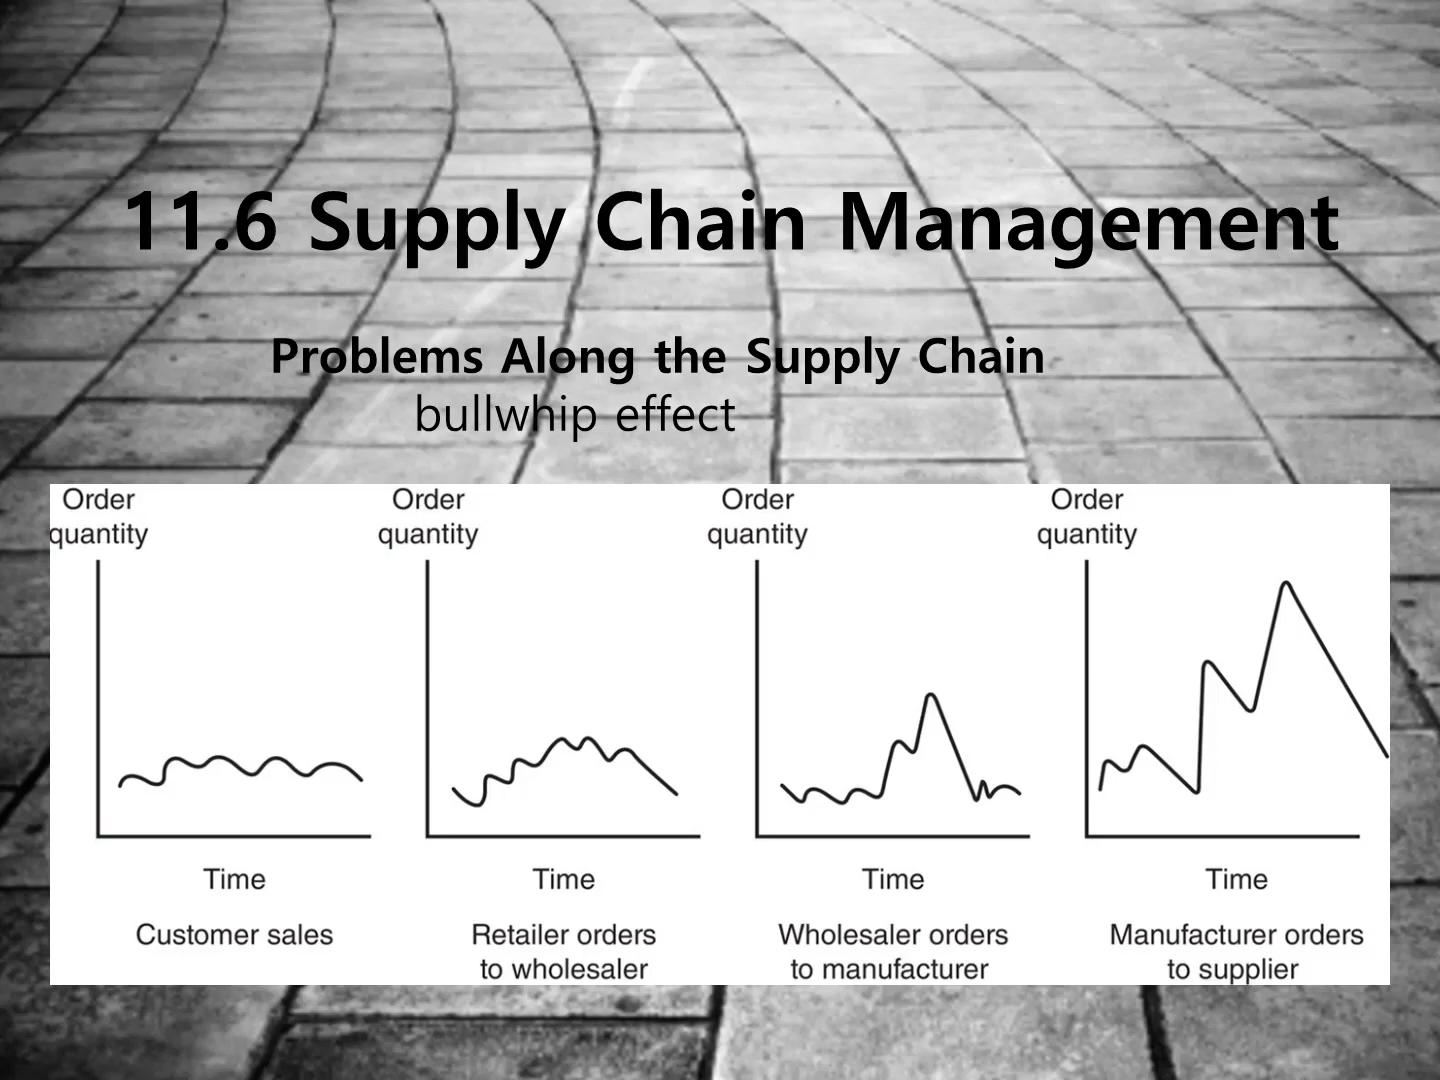 11.6 Supply Chain Management
Problems Along the Supply Chain
bullwhip effect
Order
quantity
Order
quantity
Order
quantity
Order
quantity
Time
Time
Time
Time
Customer sales
Retailer orders
to wholesaler
Wholesaler orders
to manufacturer
Manufacturer orders
to supplier